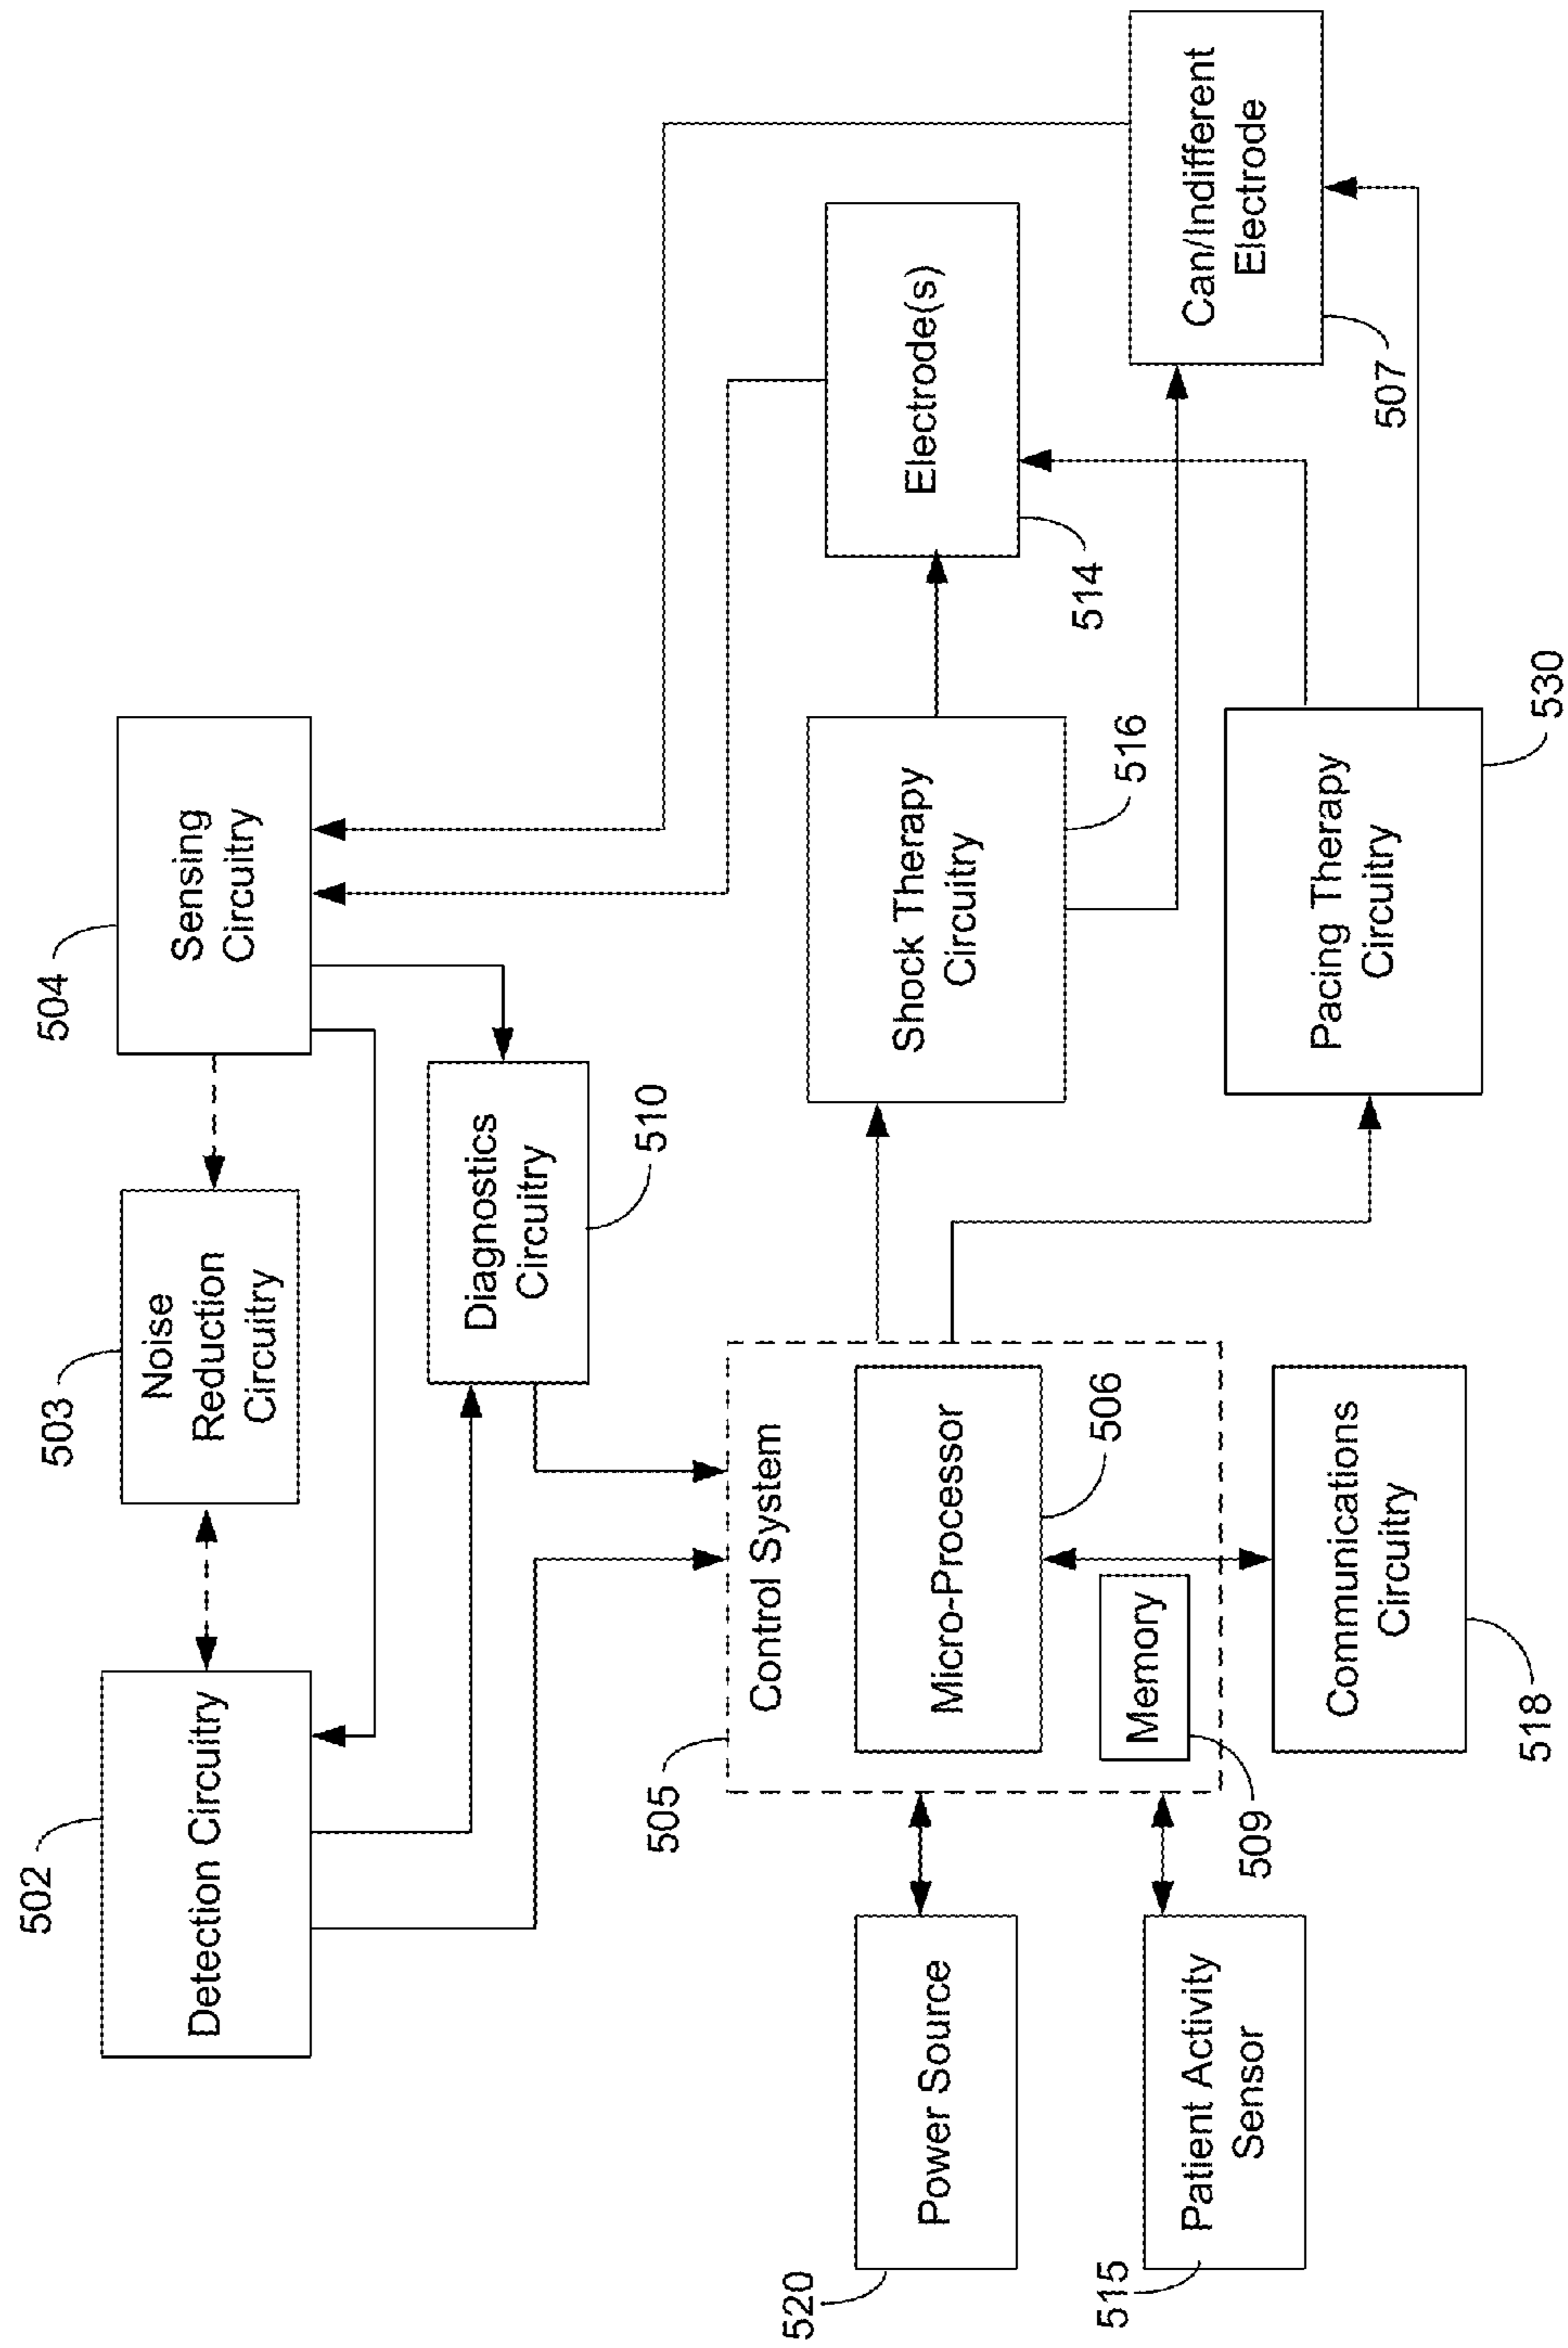 502
Detection Circuitry
503
Noise
Reduction
Circuitry
504
Sensing
Circuitry
Diagnostics
Circuitry
510
505
Control System
Micro-Processor
506
Memory
509
520
Power Source
515
Patient Activity
Sensor
Communications
Circuitry
518
Shock Therapy
Circuitry
516
Pacing Therapy
Circuitry
530
Electrode(s)
514
Can/Indifferent
Electrode
507